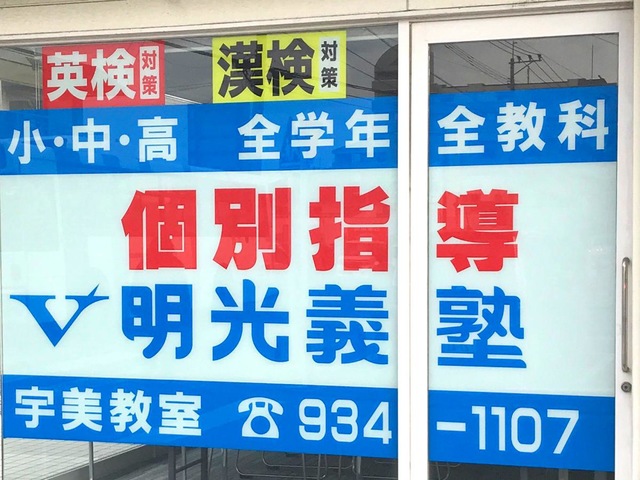 英検対策 漢検対策
小・中・高 全学年 全教科
個別指導
明光義塾
宇美教室 ☎934-1107